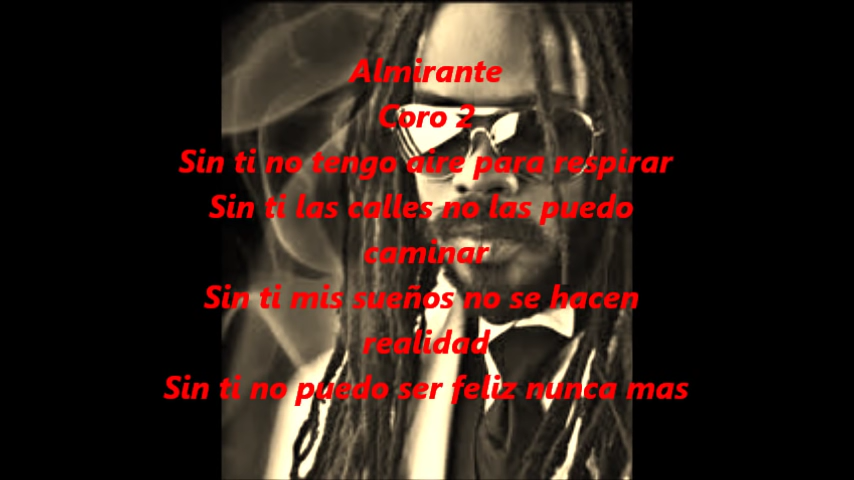 Almirante
Coro 2
Sin ti no tengo aire para respirar
Sin ti las calles no las puedo
caminar
Sin ti mis sueños no se hacen
realidad
Sin ti no puedo ser feliz nunca mas